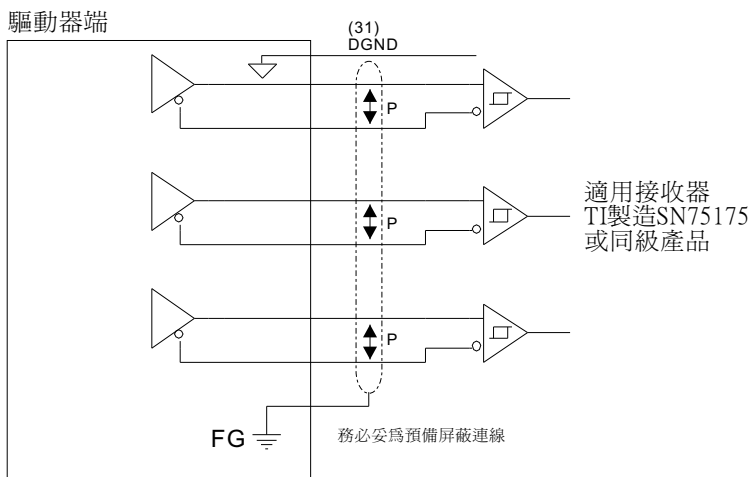 驅動器端
(31)
DGND
P
P
適用接收器
TI製造SN75175
或同級產品
P
FG
務必妥爲預備屏蔽連線